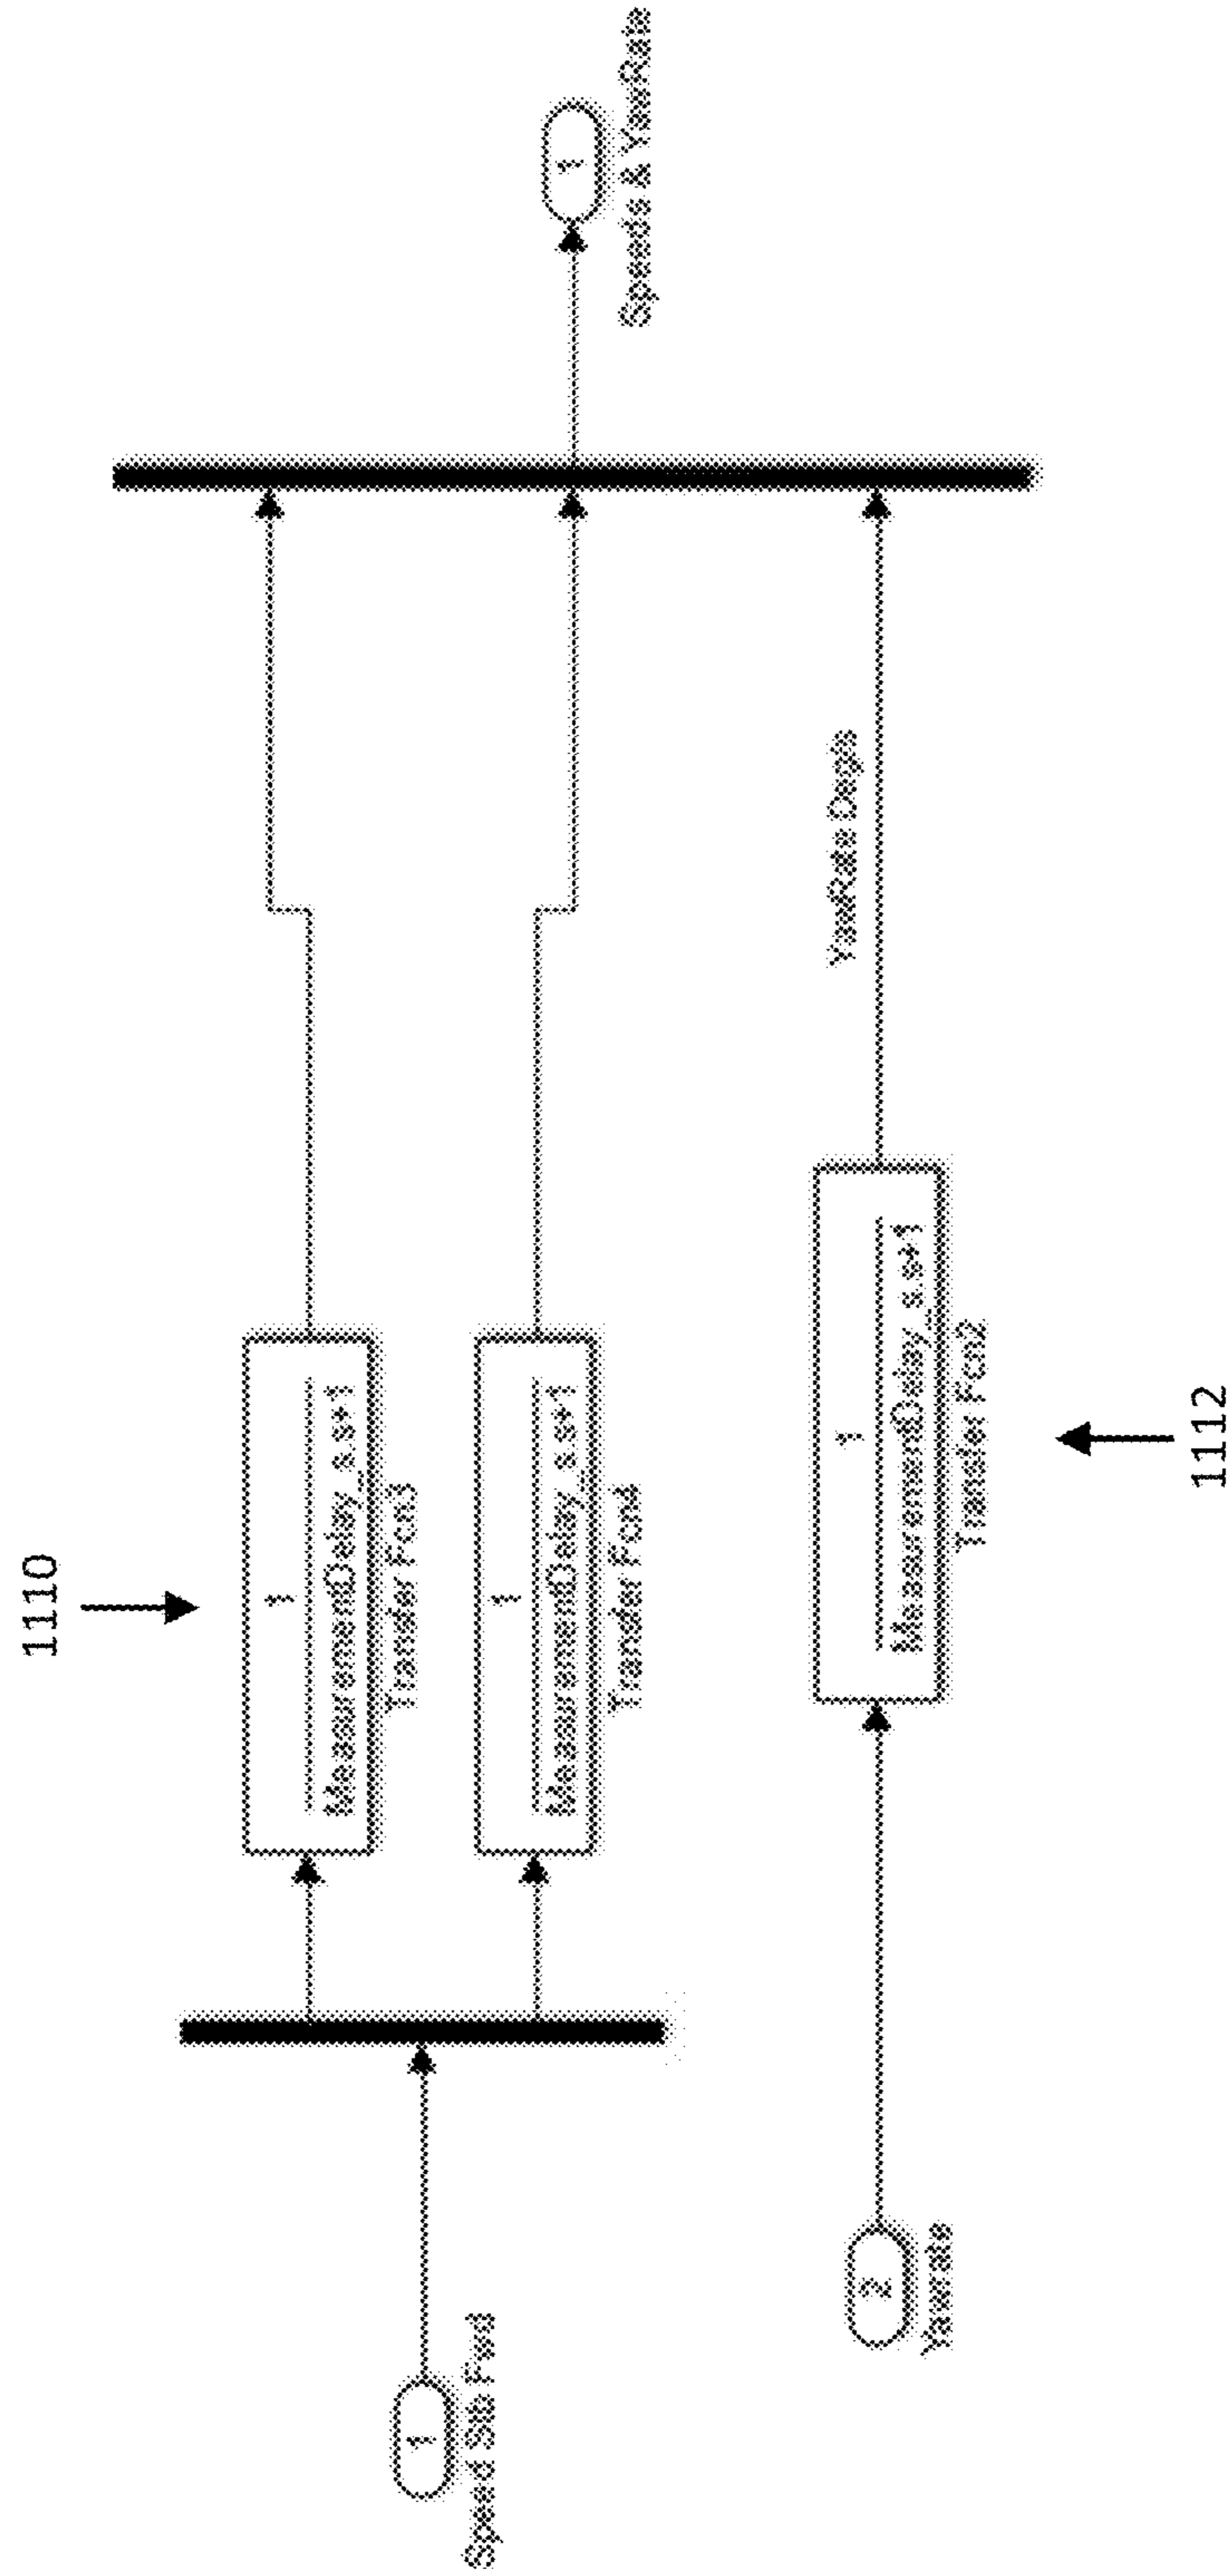 1110
1
MeasurementDelay_s.s+1
Transfer Fcn3
1
Speed Stb Fwd
1
MeasurementDelay_s.s+1
Transfer Fcn4
1
Speeds & YawRate
YawRate Degs
2
Yawrate
1
MeasurementDelay_s.s+1
Transfer Fcn2
1112